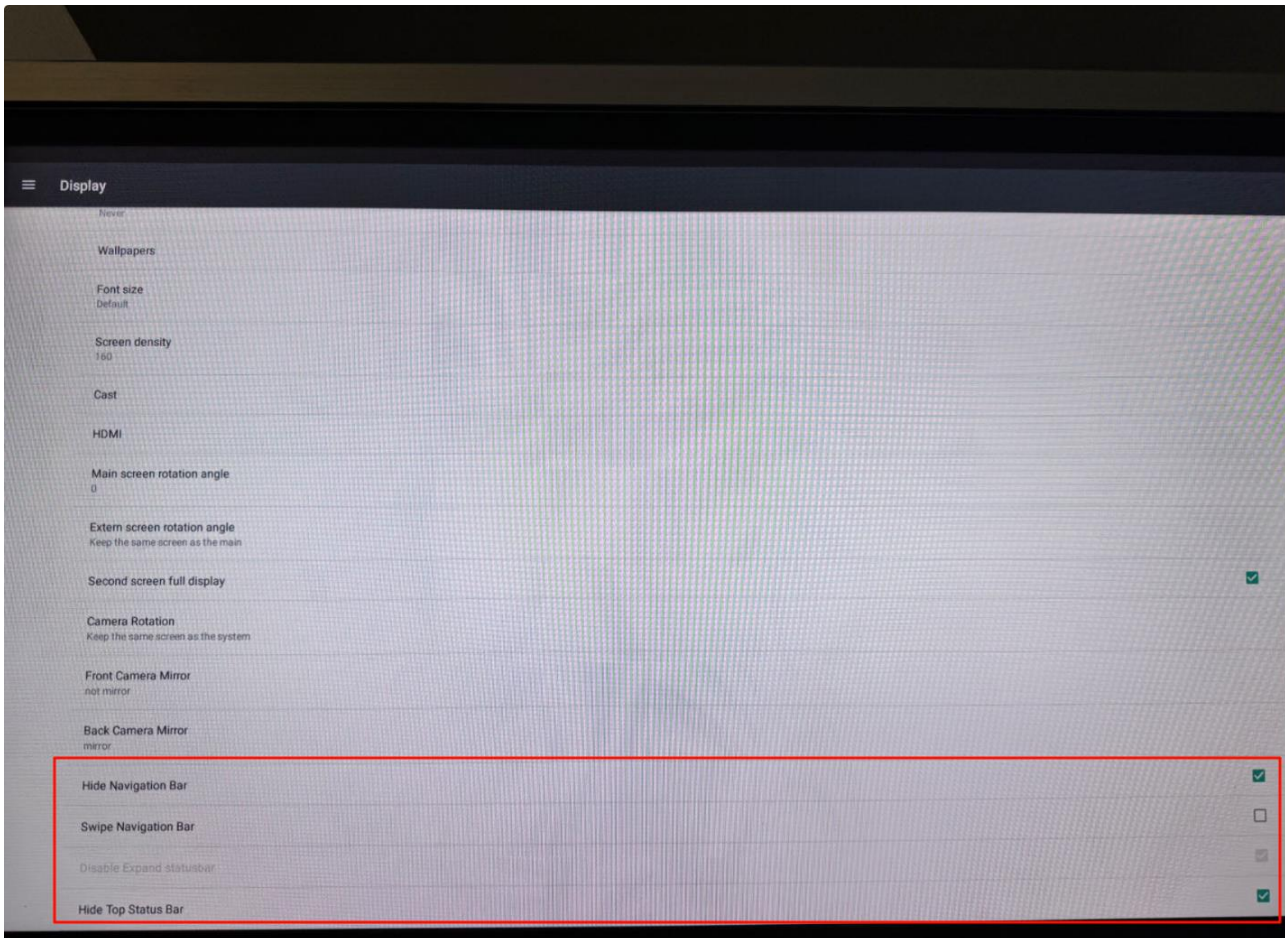 Display
Never
Wallpapers
Font size
Default
Screen density
160
Cast
HDMI
Main screen rotation angle
0
Extern screen rotation angle
Keep the same screen as the main
Second screen full display
Camera Rotation
Keep the same screen as the system
Front Camera Mirror
not mirror
Back Camera Mirror
mirror
Hide Navigation Bar
Swipe Navigation Bar
Disable Expand statusbar
Hide Top Status Bar